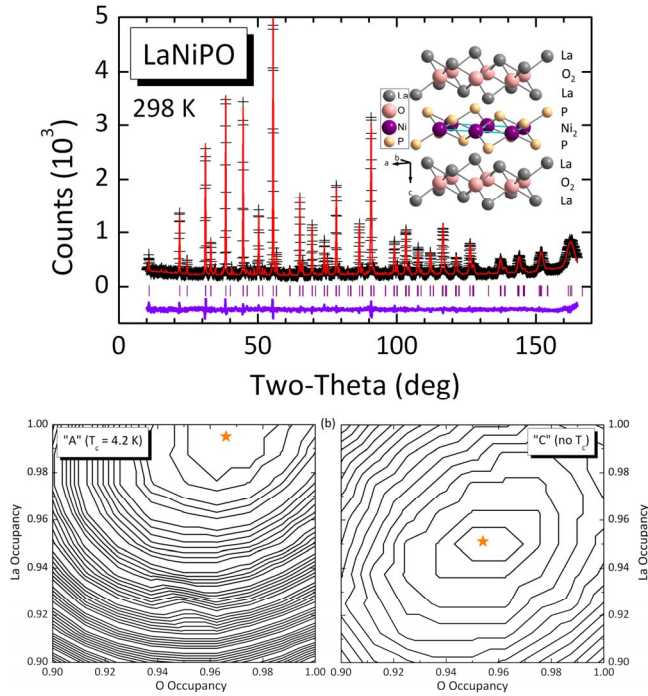 LaNiPO
298 K
Counts (10³)
5
4
3
2
1
0
La
O
Ni
P
a
b
c
La
O₂
La
P
Ni₂
P
La
O₂
La
0 50 100 150
Two-Theta (deg)
(b)
"A" (T_c = 4.2 K)
La Occupancy
1.00
0.98
0.96
0.94
0.92
0.90
0.90 0.92 0.94 0.96 0.98 1.00
O Occupancy
"C" (no T_c)
1.00
0.98
0.96
0.94
0.92
0.90
La Occupancy
0.90 0.92 0.94 0.96 0.98 1.00
O Occupancy